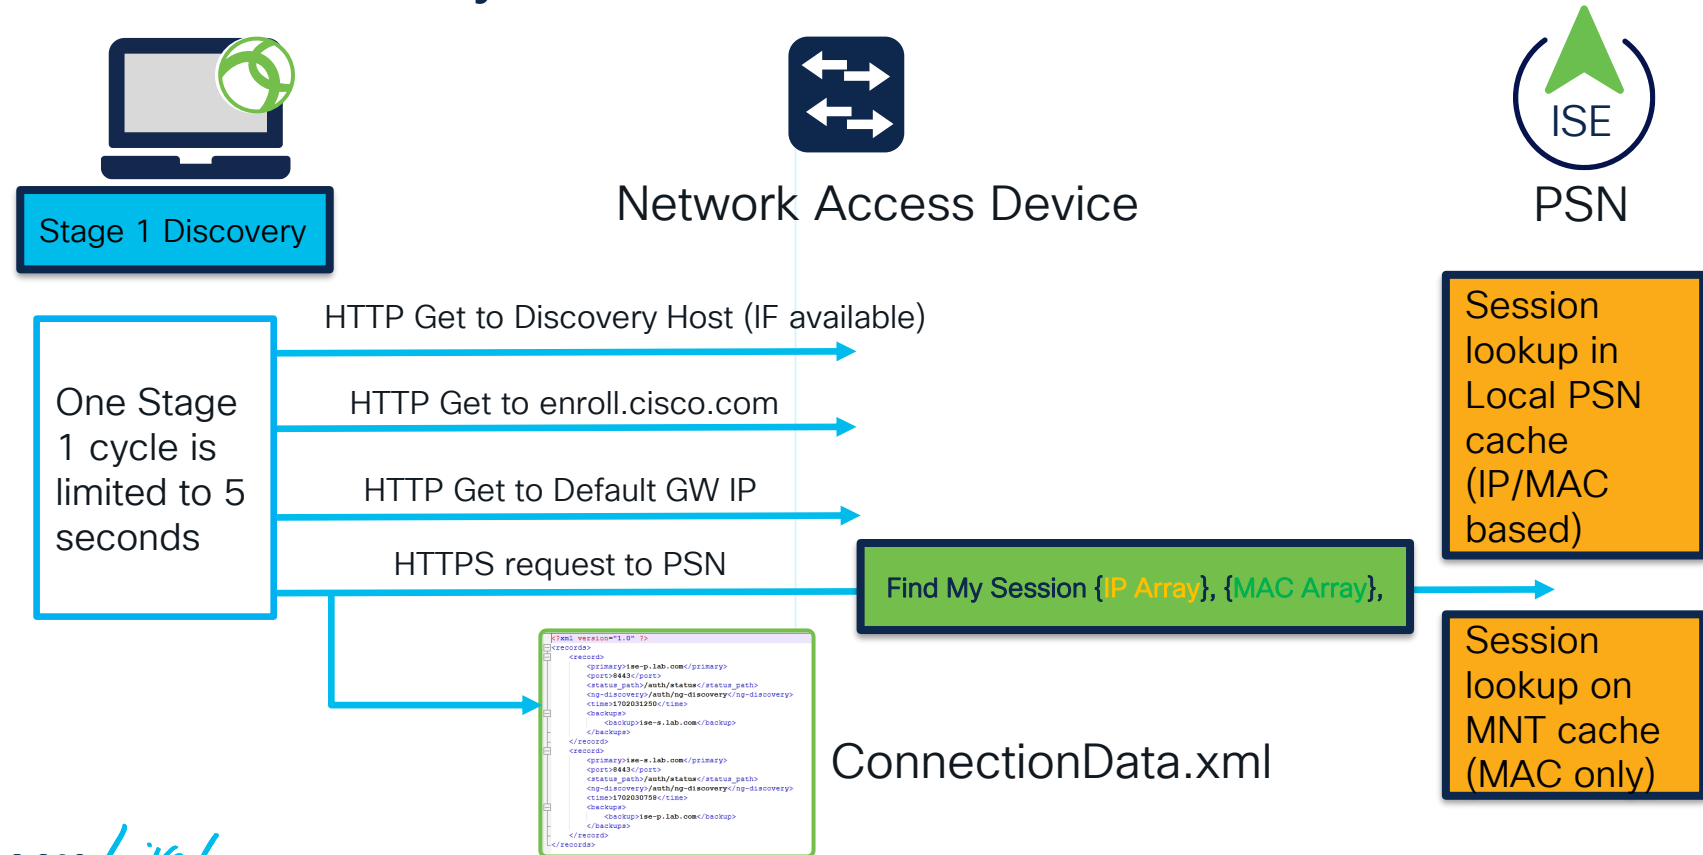 ISE
Network Access Device
PSN
Stage 1 Discovery
One Stage
1 cycle is
limited to 5
seconds
HTTP Get to Discovery Host (IF available)
HTTP Get to enroll.cisco.com
HTTP Get to Default GW IP
HTTPS request to PSN
Find My Session {IP Array}, {MAC Array},
Session
lookup in
Local PSN
cache
(IP/MAC
based)
<?xml version="1.0" ?>
<records>
<record>
<primary>ise-p.lab.com</primary>
<port>8443</port>
<status_path>/auth/status</status_path>
<ng-discovery>/auth/ng-discovery</ng-discovery>
<time>1702031250</time>
<backups>
<backup>ise-s.lab.com</backup>
</backups>
</record>
<record>
<primary>ise-s.lab.com</primary>
<port>8443</port>
<status_path>/auth/status</status_path>
<ng-discovery>/auth/ng-discovery</ng-discovery>
<time>1702030758</time>
<backups>
<backup>ise-p.lab.com</backup>
</backups>
</record>
</records>
ConnectionData.xml
Session
lookup on
MNT cache
(MAC only)